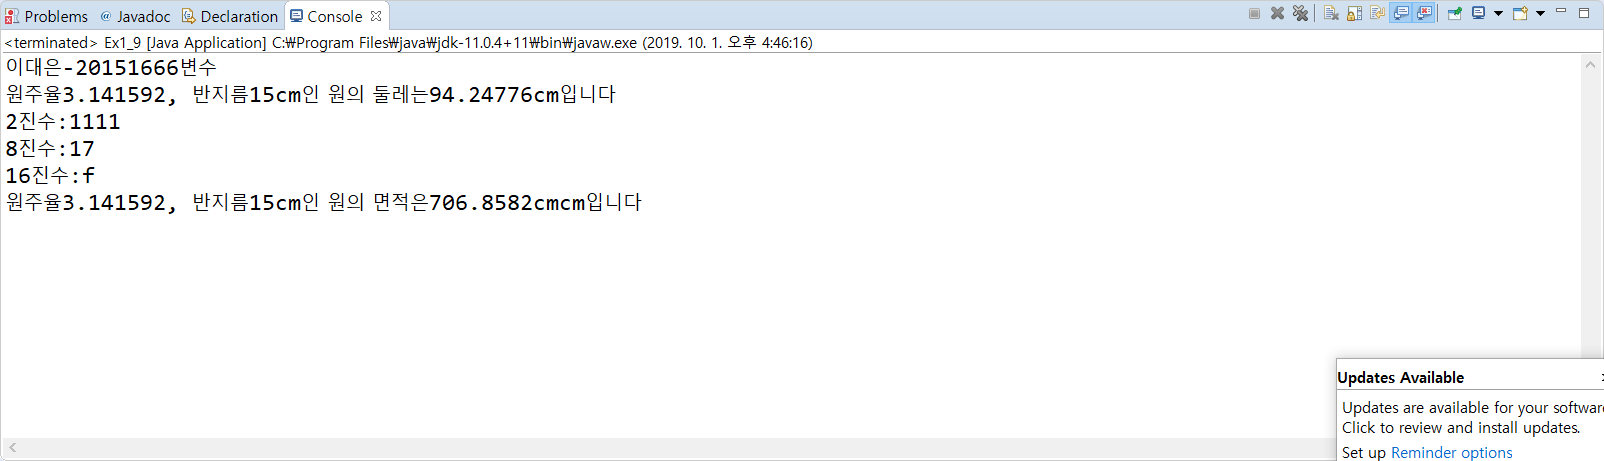 Problems @ Javadoc Declaration Console
<terminated> Ex1_9 [Java Application] C:₩Program Files₩java₩jdk-11.0.4+11₩bin₩javaw.exe (2019. 10. 1. 오후 4:46:16)
이대은-20151666변수
원주율3.141592, 반지름15cm인 원의 둘레는94.24776cm입니다
2진수:1111
8진수:17
16진수:f
원주율3.141592, 반지름15cm인 원의 면적은706.8582cmcm입니다
Updates Available
Updates are available for your softwar
Click to review and install updates.
Set up Reminder options